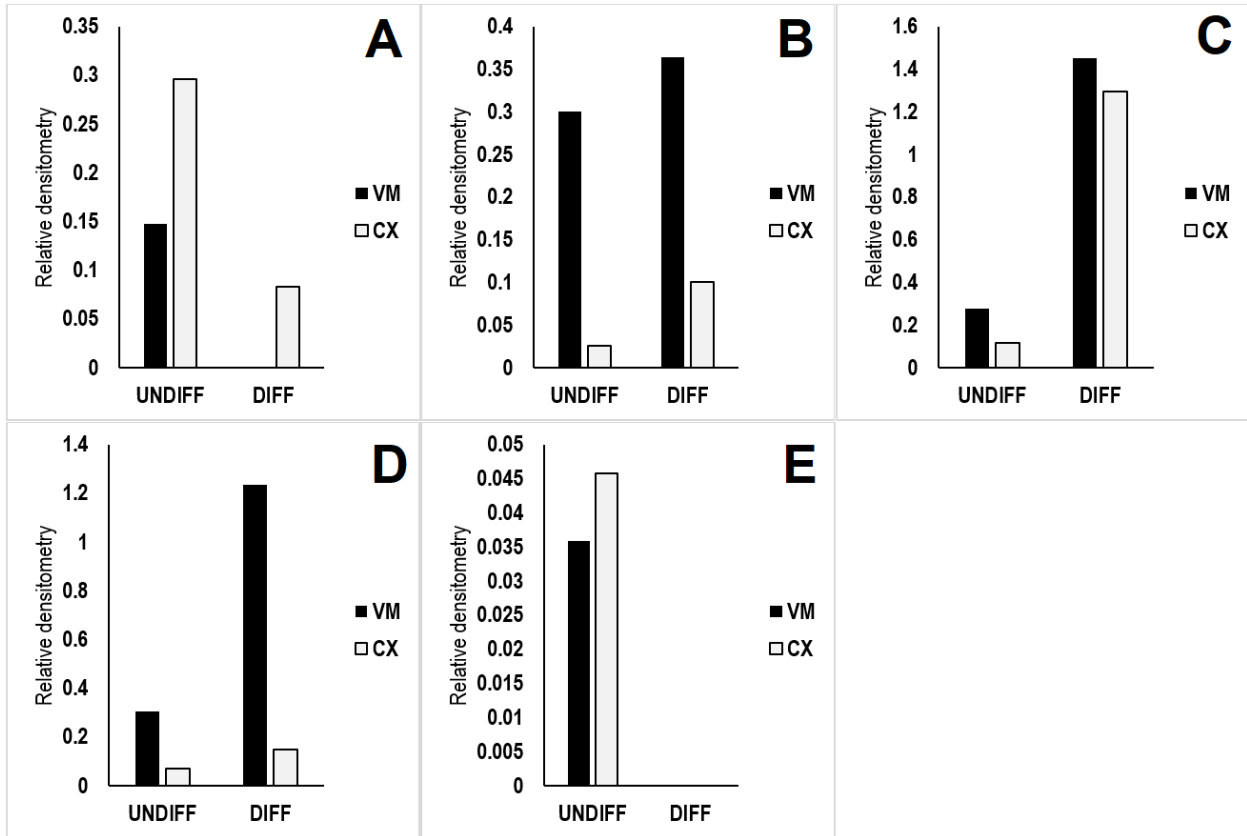 A
Relative densitometry
0.35
0.3
0.25
0.2
0.15
0.1
0.05
0
UNDIFF DIFF
VM
CX
B
Relative densitometry
0.4
0.35
0.3
0.25
0.2
0.15
0.1
0.05
0
UNDIFF DIFF
VM
CX
C
Relative densitometry
1.6
1.4
1.2
1
0.8
0.6
0.4
0.2
0
UNDIFF DIFF
VM
CX
D
Relative densitometry
1.4
1.2
1
0.8
0.6
0.4
0.2
0
UNDIFF DIFF
VM
CX
E
Relative densitometry
0.05
0.045
0.04
0.035
0.03
0.025
0.02
0.015
0.01
0.005
0
UNDIFF DIFF
VM
CX